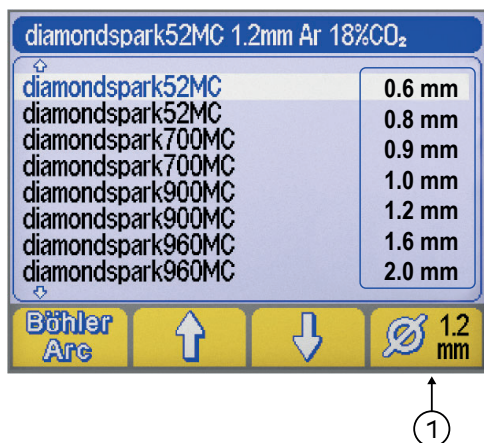 diamondspark52MC 1.2mm Ar 18%CO₂
diamondspark52MC 0.6 mm
diamondspark52MC 0.8 mm
diamondspark700MC 0.9 mm
diamondspark700MC 1.0 mm
diamondspark900MC 1.2 mm
diamondspark900MC 1.6 mm
diamondspark960MC 2.0 mm
diamondspark960MC
Böhler
Arc
1.2
mm
1